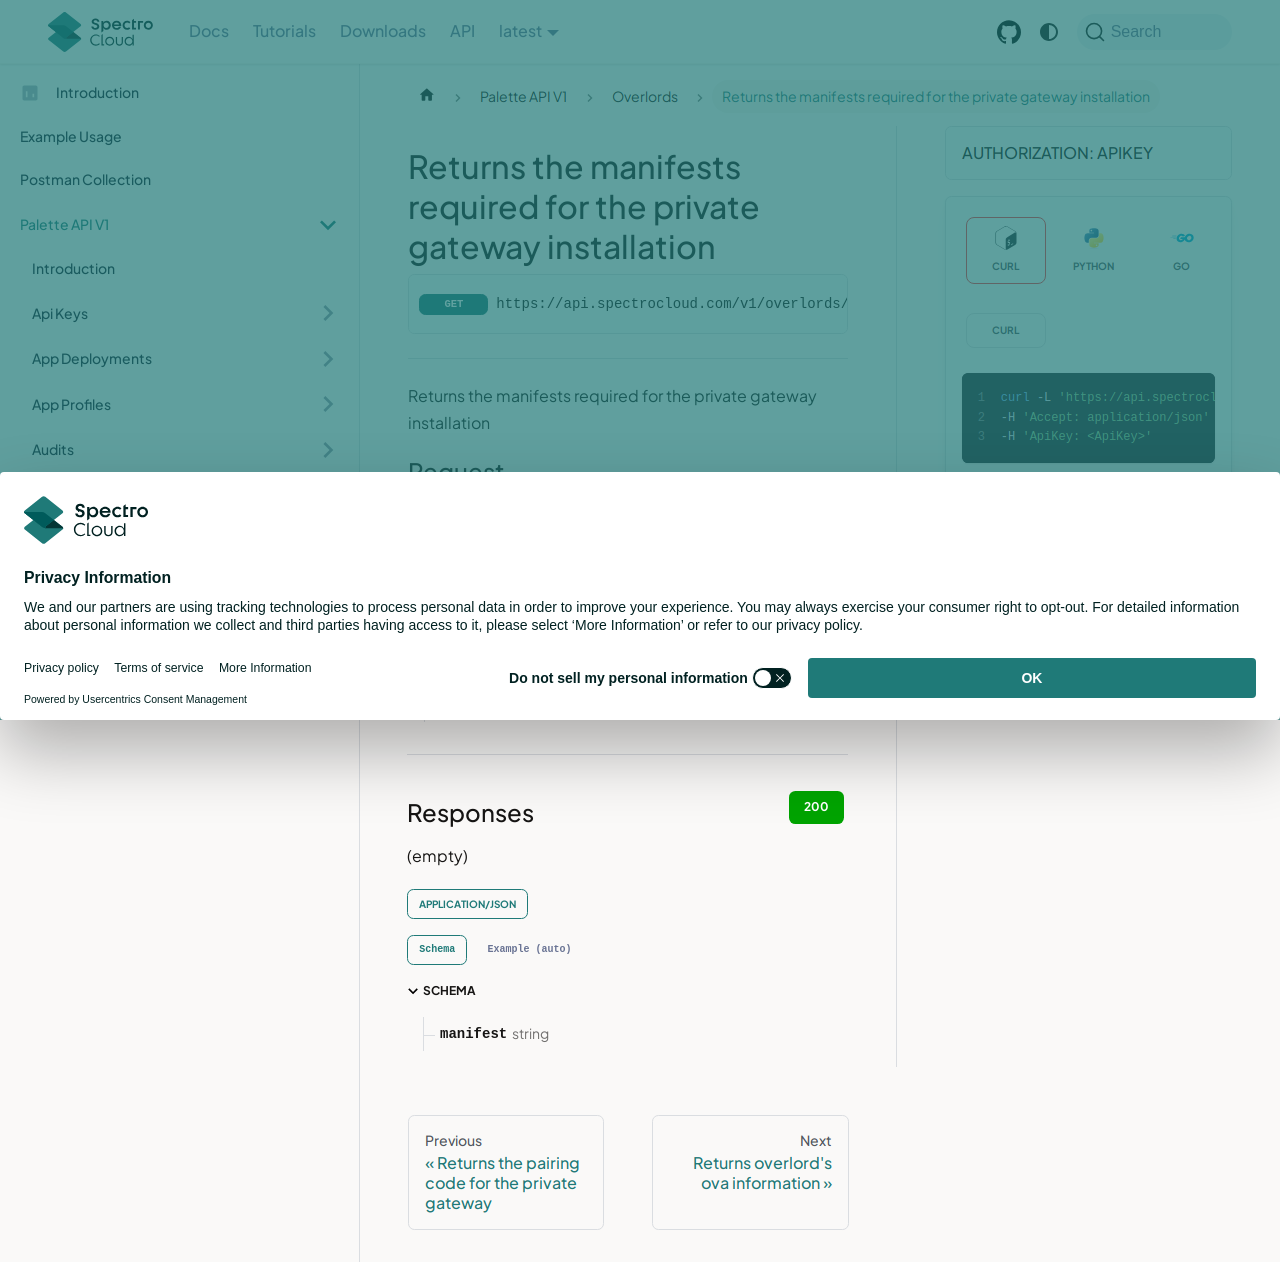 Spectro Cloud
Docs
Tutorials
Downloads
API
latest
Search
Introduction
Example Usage
Postman Collection
Palette API V1
Introduction
Api Keys
App Deployments
App Profiles
Audits
Palette API V1
Overlords
Returns the manifests required for the private gateway installation
Returns the manifests
required for the private
gateway installation
GET https://api.spectrocloud.com/v1/overlords/
Returns the manifests required for the private gateway
installation
Request
AUTHORIZATION: APIKEY
CURL
PYTHON
GO
CURL
1 curl -L 'https://api.spectrocl
2 -H 'Accept: application/json'
3 -H 'ApiKey: <ApiKey>'
Spectro
Cloud
Privacy Information
We and our partners are using tracking technologies to process personal data in order to improve your experience. You may always exercise your consumer right to opt-out. For detailed information
about personal information we collect and third parties having access to it, please select ‘More Information’ or refer to our privacy policy.
Privacy policy
Terms of service
More Information
Do not sell my personal information
OK
Powered by Usercentrics Consent Management
Responses
200
(empty)
APPLICATION/JSON
Schema
Example (auto)
SCHEMA
manifest string
Previous
« Returns the pairing
code for the private
gateway
Next
Returns overlord's
ova information »